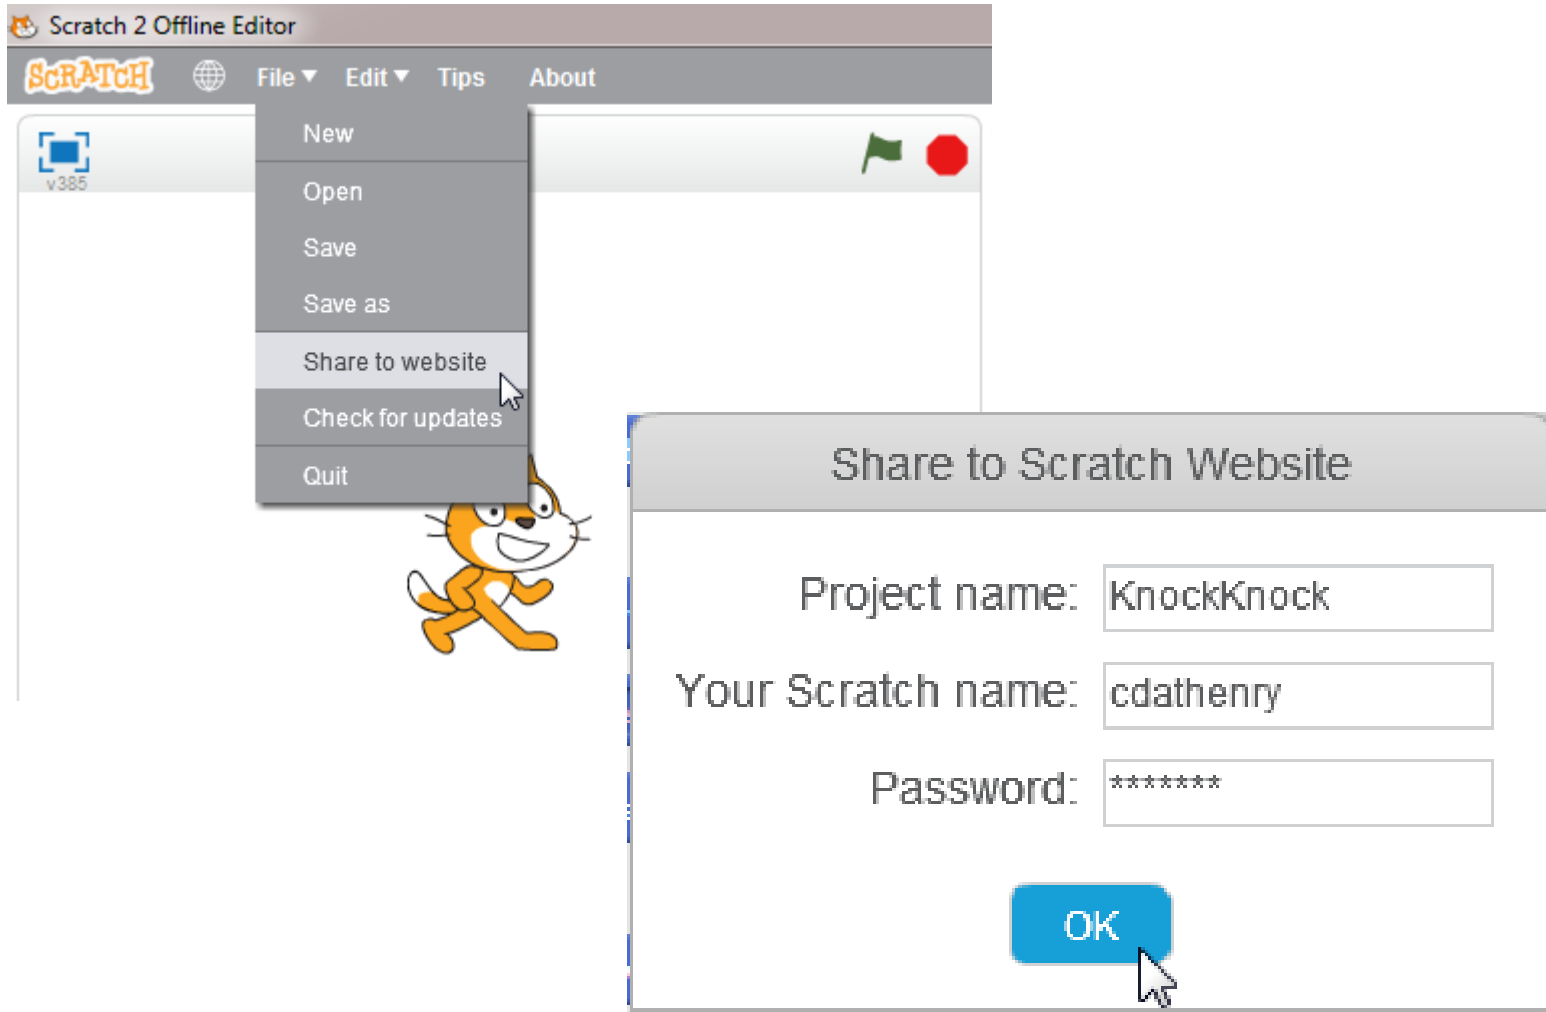 Scratch 2 Offline Editor
SCRATCH File Edit Tips About
v385
New
Open
Save
Save as
Share to website
Check for updates
Quit
Share to Scratch Website
Project name: KnockKnock
Your Scratch name: cdathenry
Password: *******
OK